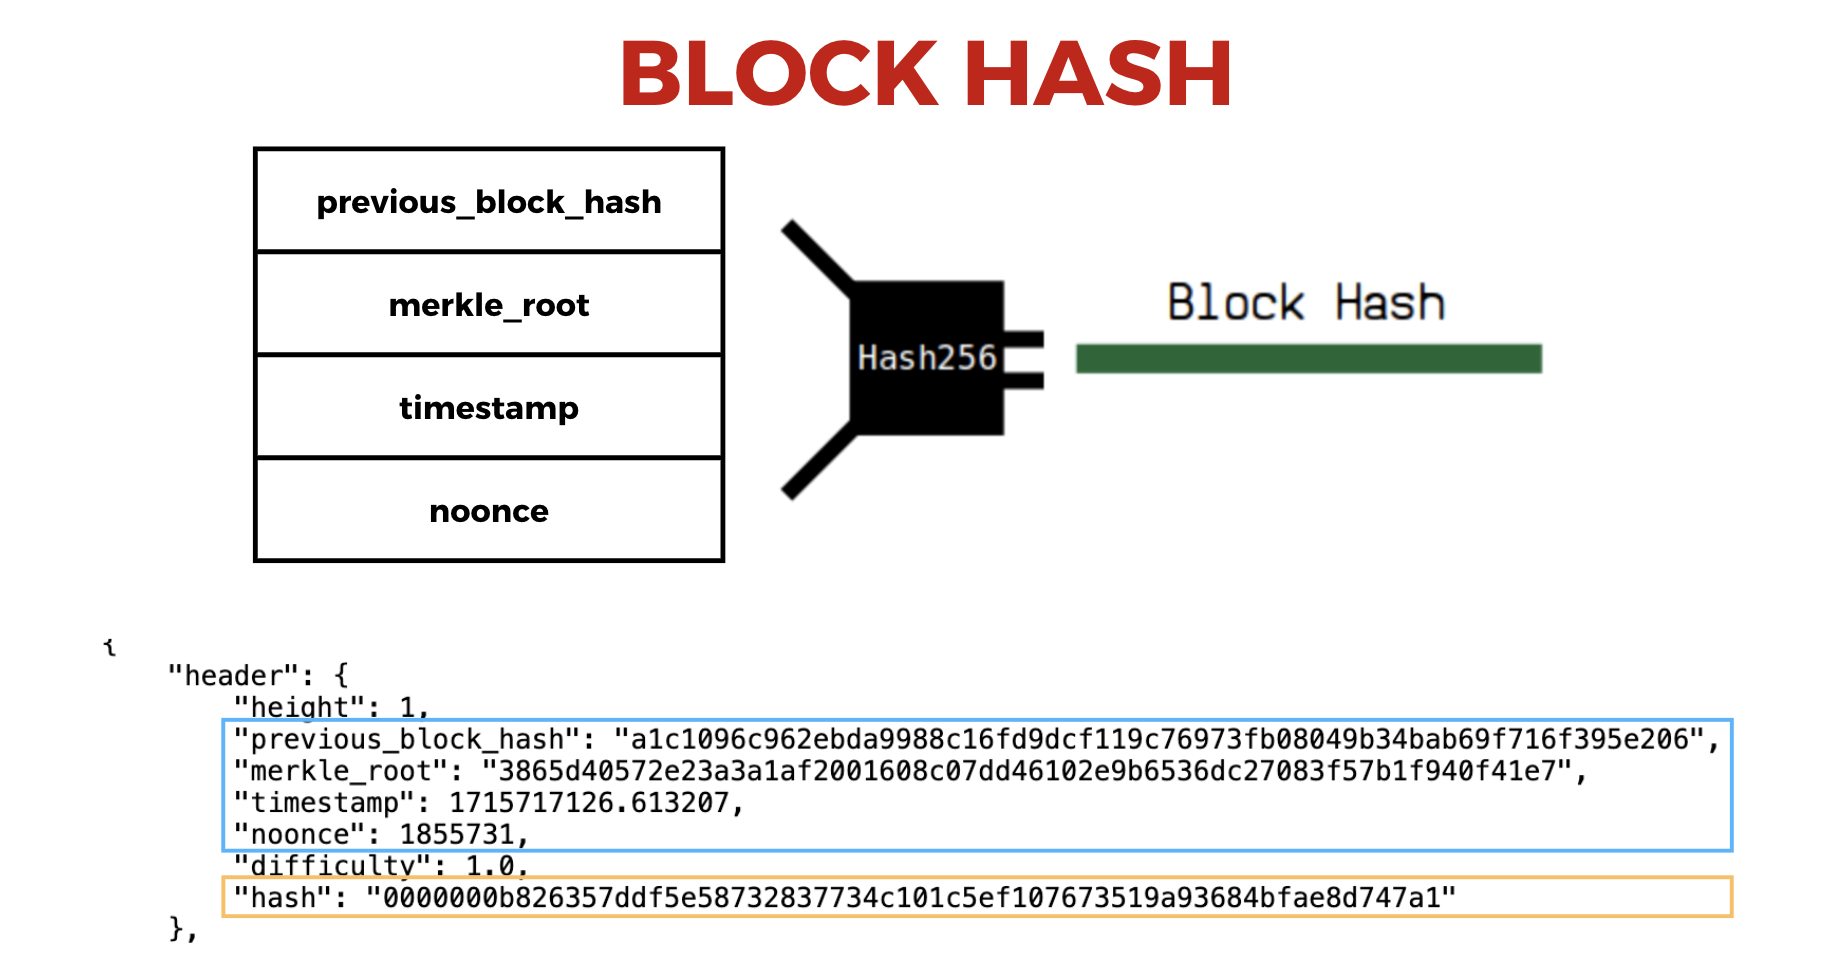 BLOCK HASH
previous_block_hash
merkle_root
timestamp
noonce
Hash256
Block Hash
{
"header": {
"height": 1,
"previous_block_hash": "a1c1096c962ebda9988c16fd9dcf119c76973fb08049b34bab69f716f395e206",
"merkle_root": "3865d40572e23a3a1af2001608c07dd46102e9b6536dc27083f57b1f940f41e7",
"timestamp": 1715717126.613207,
"noonce": 1855731,
"difficulty": 1.0,
"hash": "0000000b826357ddf5e58732837734c101c5ef107673519a93684bfae8d747a1"
},